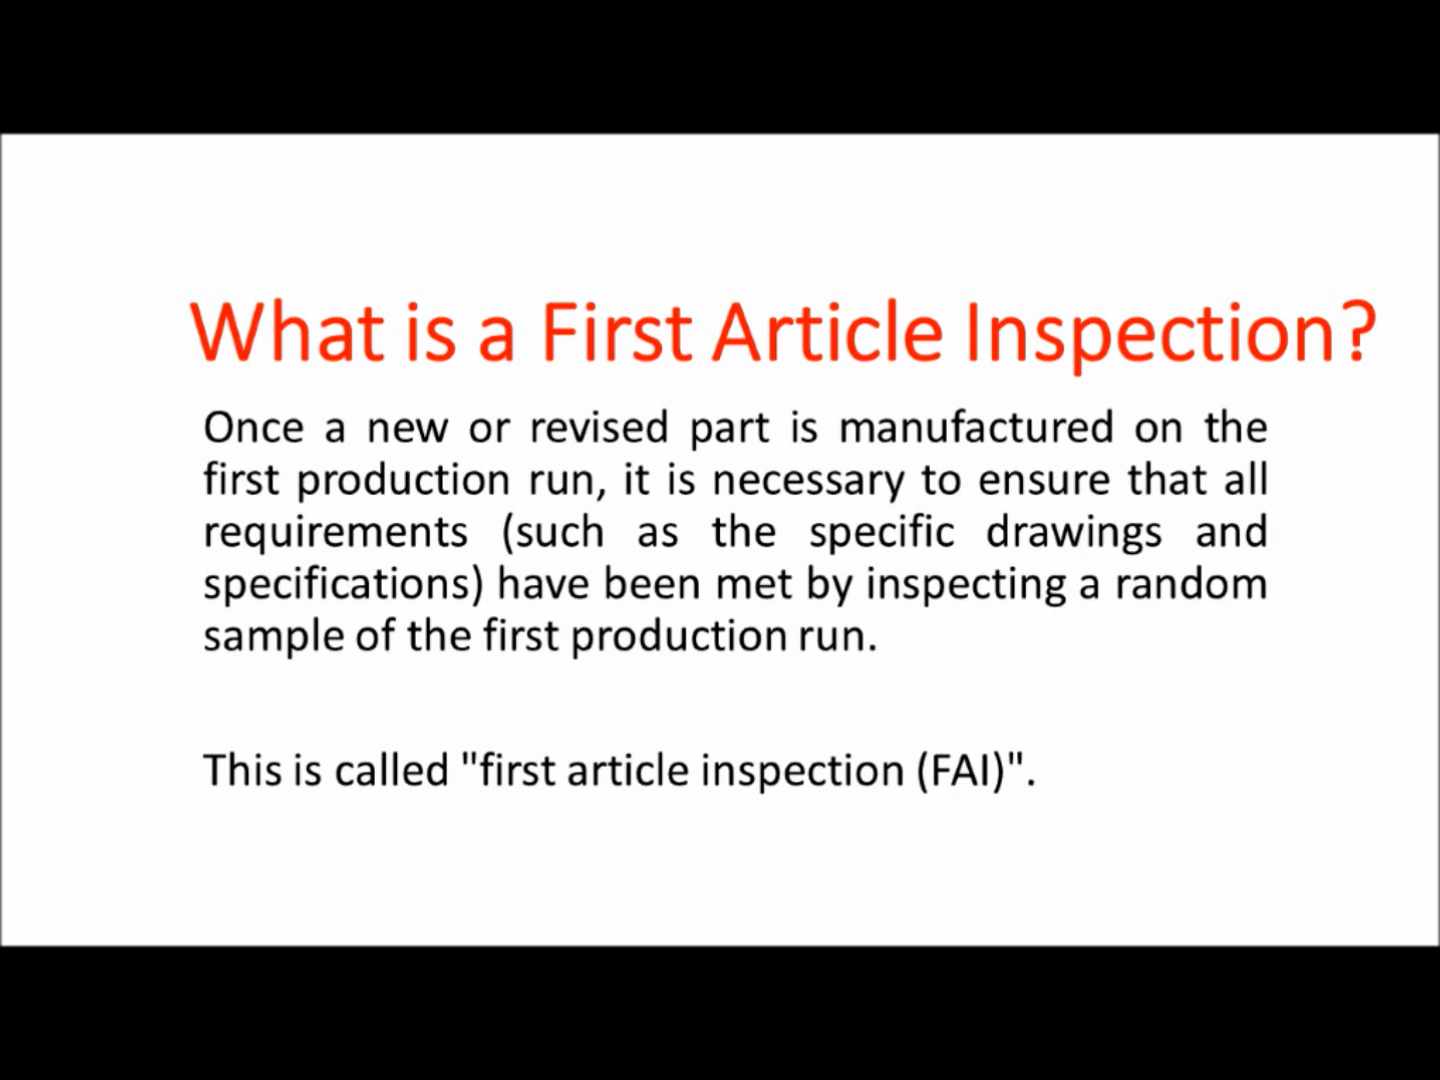 What is a First Article Inspection?
Once a new or revised part is manufactured on the
first production run, it is necessary to ensure that all
requirements (such as the specific drawings and
specifications) have been met by inspecting a random
sample of the first production run.
This is called "first article inspection (FAI)".